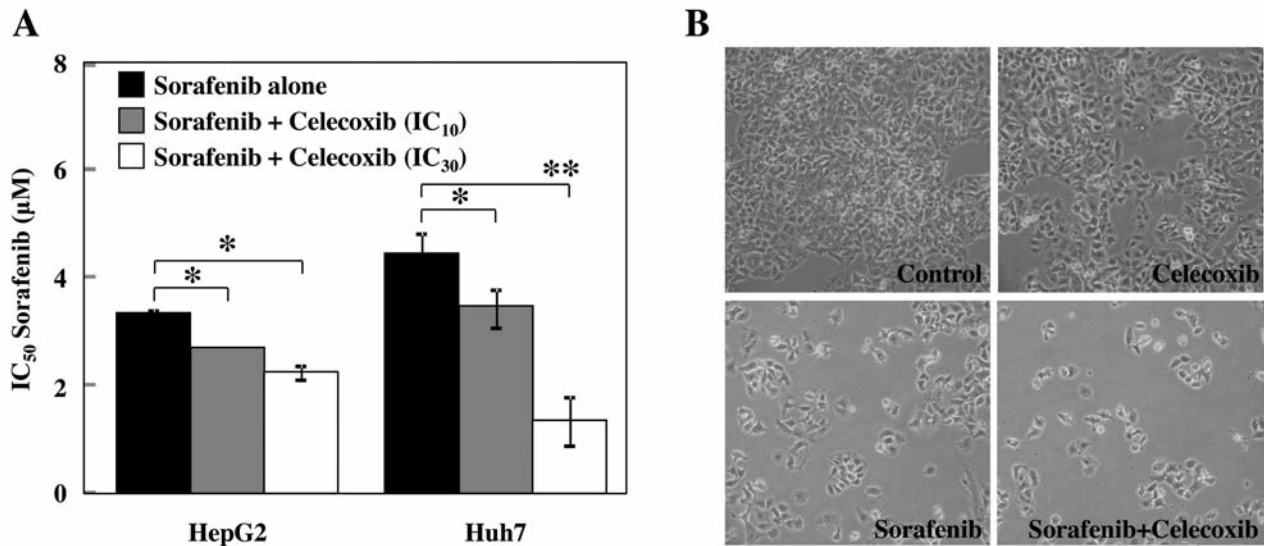 A
8
6
4
2
0
IC50 Sorafenib (µM)
Sorafenib alone
Sorafenib + Celecoxib (IC10)
Sorafenib + Celecoxib (IC30)
*
*
*
**
HepG2
Huh7
B
Control
Celecoxib
Sorafenib
Sorafenib+Celecoxib